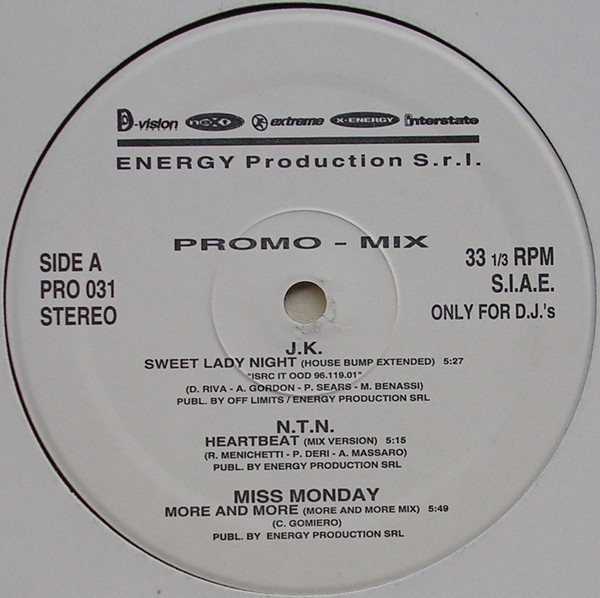 D-vision next extreme X-ENERGY interstate
ENERGY Production S.r.l.
PROMO - MIX
SIDE A
PRO 031
STEREO
33 1/3 RPM
S.I.A.E.
ONLY FOR D.J.'s
J.K.
SWEET LADY NIGHT (HOUSE BUMP EXTENDED) 5:27
"ISRC IT OOD 96.119.01"
(D. RIVA - A. GORDON - P. SEARS - M. BENASSI)
PUBL. BY OFF LIMITS / ENERGY PRODUCTION SRL
N.T.N.
HEARTBEAT (MIX VERSION) 5:15
(R. MENICHETTI - P. DERI - A. MASSARO)
PUBL. BY ENERGY PRODUCTION SRL
MISS MONDAY
MORE AND MORE (MORE AND MORE MIX) 5:49
(C. GOMIERO)
PUBL. BY ENERGY PRODUCTION SRL